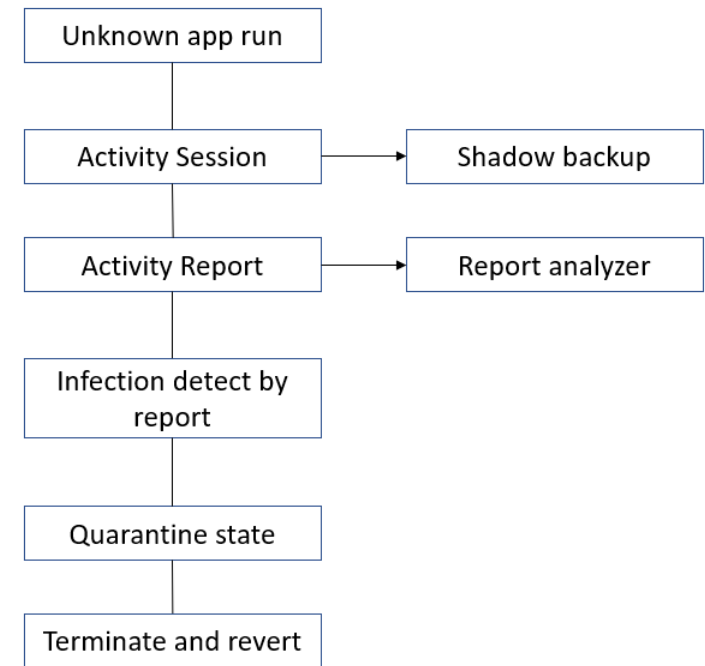 Unknown app run
Activity Session
Shadow backup
Activity Report
Report analyzer
Infection detect by
report
Quarantine state
Terminate and revert